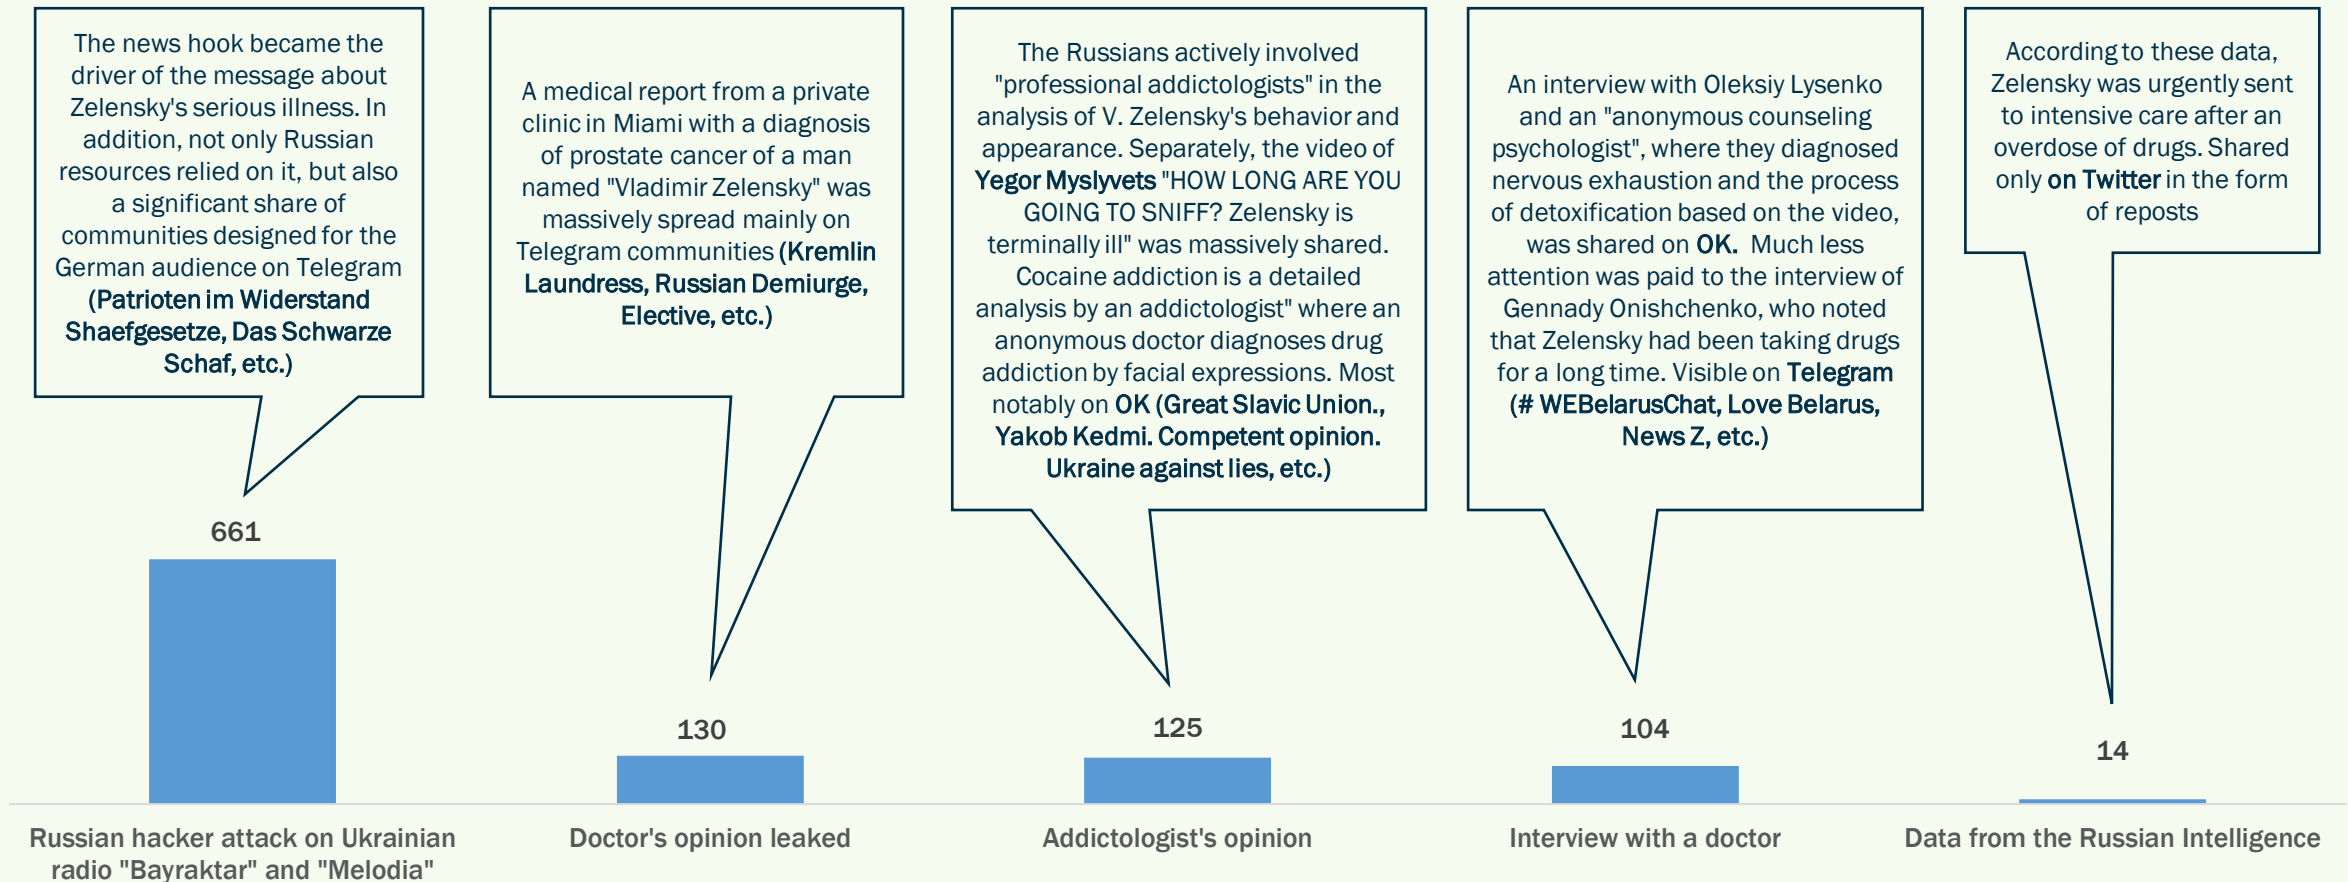 The news hook became the
driver of the message about
Zelensky's serious illness. In
addition, not only Russian
resources relied on it, but also
a significant share of
communities designed for the
German audience on Telegram
(Patrioten im Widerstand
Shaefgesetze, Das Schwarze
Schaf, etc.)
A medical report from a private
clinic in Miami with a diagnosis
of prostate cancer of a man
named "Vladimir Zelensky" was
massively spread mainly on
Telegram communities (Kremlin
Laundress, Russian Demiurge,
Elective, etc.)
The Russians actively involved
"professional addictologists" in the
analysis of V. Zelensky's behavior and
appearance. Separately, the video of
Yegor Myslyvets "HOW LONG ARE YOU
GOING TO SNIFF? Zelensky is
terminally ill" was massively shared.
Cocaine addiction is a detailed
analysis by an addictologist" where an
anonymous doctor diagnoses drug
addiction by facial expressions. Most
notably on OK (Great Slavic Union.,
Yakob Kedmi. Competent opinion.
Ukraine against lies, etc.)
An interview with Oleksiy Lysenko
and an "anonymous counseling
psychologist", where they diagnosed
nervous exhaustion and the process
of detoxification based on the video,
was shared on OK. Much less
attention was paid to the interview of
Gennady Onishchenko, who noted
that Zelensky had been taking drugs
for a long time. Visible on Telegram
(# WEBelarusChat, Love Belarus,
News Z, etc.)
According to these data,
Zelensky was urgently sent
to intensive care after an
overdose of drugs. Shared
only on Twitter in the form
of reposts
661
130
125
104
14
Russian hacker attack on Ukrainian
radio "Bayraktar" and "Melodia"
Doctor's opinion leaked
Addictologist's opinion
Interview with a doctor
Data from the Russian Intelligence